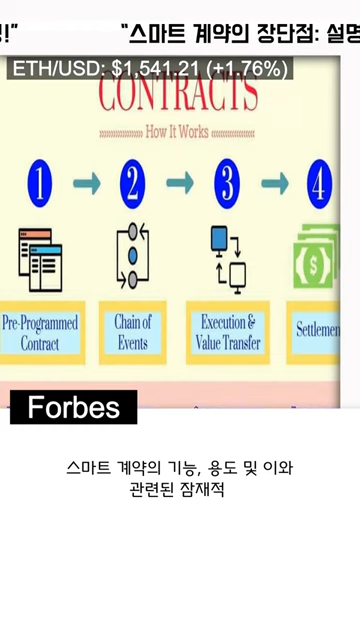 !" "스마트 계약의 장단점: 설명
ETH/USD: $1,541.21 (+1.76%)
CONTRACTS
How It Works
1 2 3 4
Pre-Programmed
Contract
Chain of
Events
Execution &
Value Transfer
Settlemen
Forbes
스마트 계약의 기능, 용도 및 이와
관련된 잠재적